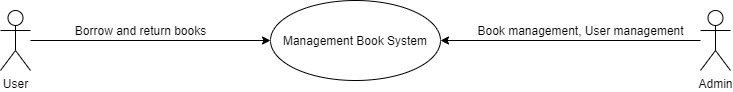 Borrow and return books
Management Book System
Book management, User management
User
Admin